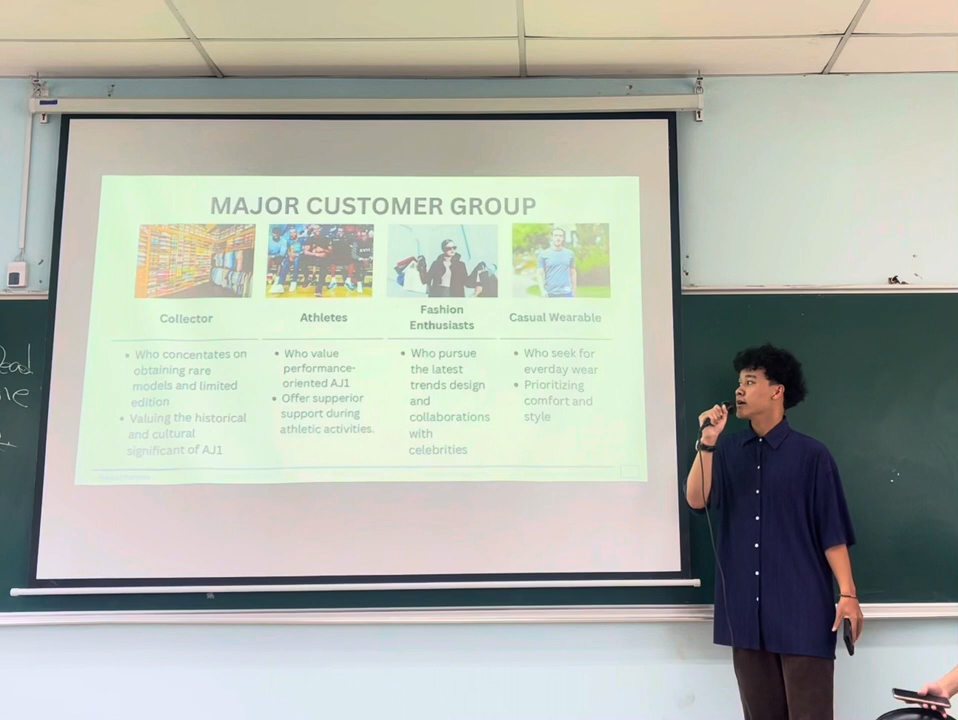 MAJOR CUSTOMER GROUP
Collector
Athletes
Fashion
Enthusiasts
Casual Wearable
• Who concentates on
obtaining rare
models and limited
edition
• Valuing the historical
and cultural
significant of AJ1
• Who value
performance-
oriented AJ1
• Offer supperior
support during
athletic activities.
• Who pursue
the latest
trends design
and
collaborations
with
celebrities
• Who seek for
everday wear
• Prioritizing
comfort and
style